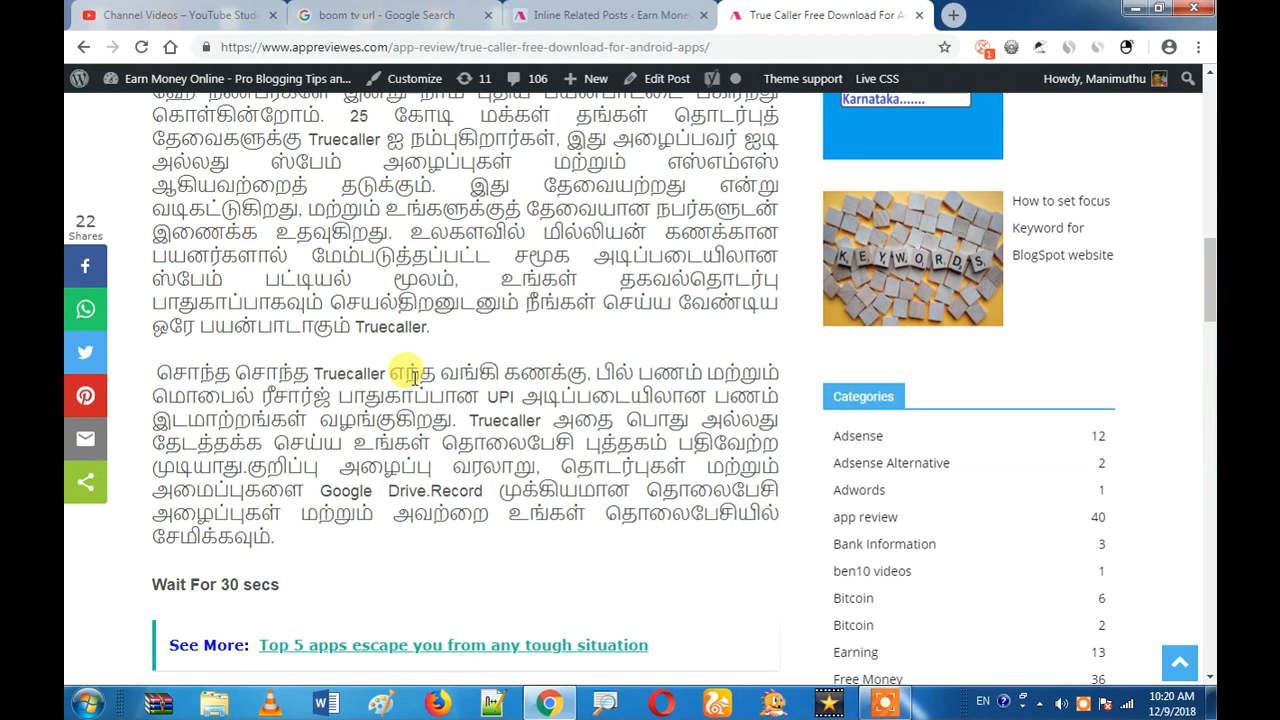 Channel Videos – YouTube Stud
boom tv url - Google Search
Inline Related Posts ‹ Earn Money
True Caller Free Download For A
https://www.appreviewes.com/app-review/true-caller-free-download-for-android-apps/
Earn Money Online - Pro Blogging Tips an...
Customize
11
106
New
Edit Post
Theme support
Live CSS
Howdy, Manimuthu
ஹே நண்பர்களே இன்று நாம் புதிய பயன்பாட்டை பகிர்ந்து
கொள்கின்றோம். 25 கோடி மக்கள் தங்கள் தொடர்புத்
தேவைகளுக்கு Truecaller ஐ நம்புகிறார்கள், இது அழைப்பவர் ஐடி
அல்லது ஸ்பேம் அழைப்புகள் மற்றும் எஸ்எம்எஸ்
ஆகியவற்றைத் தடுக்கும். இது தேவையற்றது என்று
வடிகட்டுகிறது, மற்றும் உங்களுக்குத் தேவையான நபர்களுடன்
இணைக்க உதவுகிறது. உலகளவில் மில்லியன் கணக்கான
பயனர்களால் மேம்படுத்தப்பட்ட சமூக அடிப்படையிலான
ஸ்பேம் பட்டியல் மூலம், உங்கள் தகவல்தொடர்பு
பாதுகாப்பாகவும் செயல்திறனுடனும் நீங்கள் செய்ய வேண்டிய
ஒரே பயன்பாடாகும் Truecaller.
சொந்த சொந்த Truecaller எந்த வங்கி கணக்கு, பில் பணம் மற்றும்
மொபைல் ரீசார்ஜ் பாதுகாப்பான UPI அடிப்படையிலான பணம்
இடமாற்றங்கள் வழங்குகிறது. Truecaller அதை பொது அல்லது
தேடத்தக்க செய்ய உங்கள் தொலைபேசி புத்தகம் பதிவேற்ற
முடியாது.குறிப்பு அழைப்பு வரலாறு, தொடர்புகள் மற்றும்
அமைப்புகளை Google Drive.Record முக்கியமான தொலைபேசி
அழைப்புகள் மற்றும் அவற்றை உங்கள் தொலைபேசியில்
சேமிக்கவும்.
Wait For 30 secs
See More: Top 5 apps escape you from any tough situation
22
Shares
Karnataka.......
KEYWORDS
How to set focus
Keyword for
BlogSpot website
Categories
Adsense 12
Adsense Alternative 2
Adwords 1
app review 40
Bank Information 3
ben10 videos 1
Bitcoin 6
Bitcoin 2
Earning 13
Free Money 36
EN
10:20 AM
12/9/2018